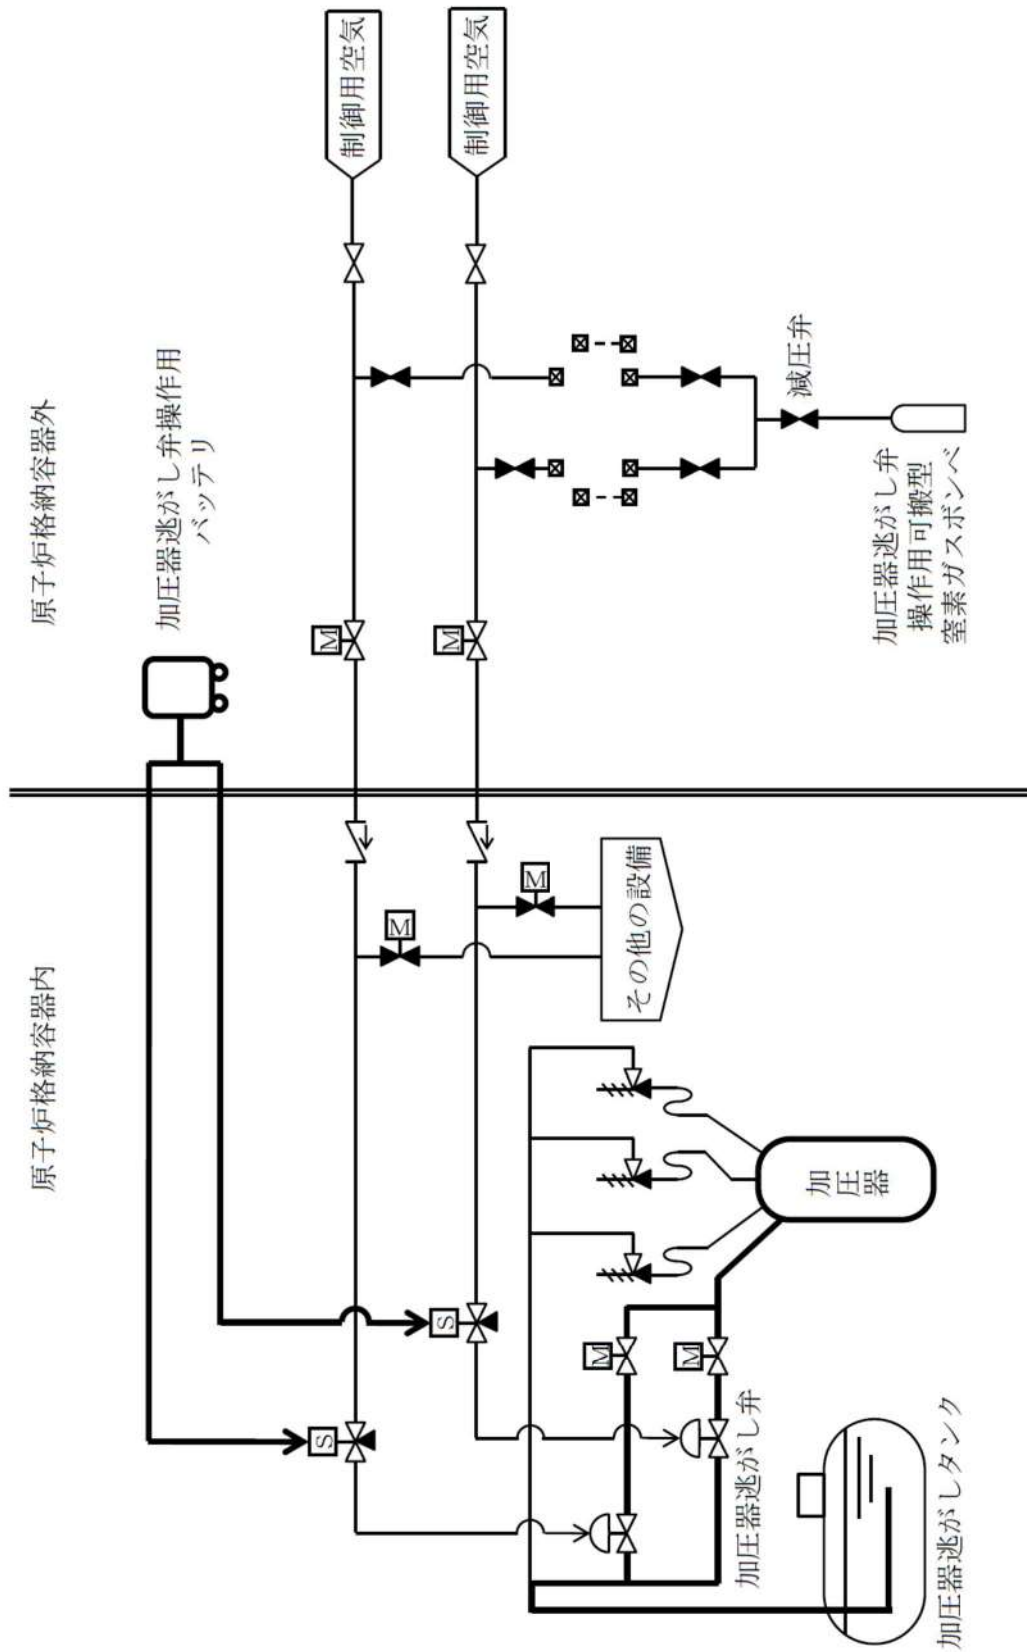 原子炉格納容器内
原子炉格納容器外
加圧器逃がし弁操作用
バッテリ
制御用空気
制御用空気
M
M
M
M
S
S
M
M
その他の設備
減圧弁
加圧器逃がし弁
操作用可搬型
窒素ガスボンベ
加圧器
加圧器逃がし弁
加圧器逃がしタンク